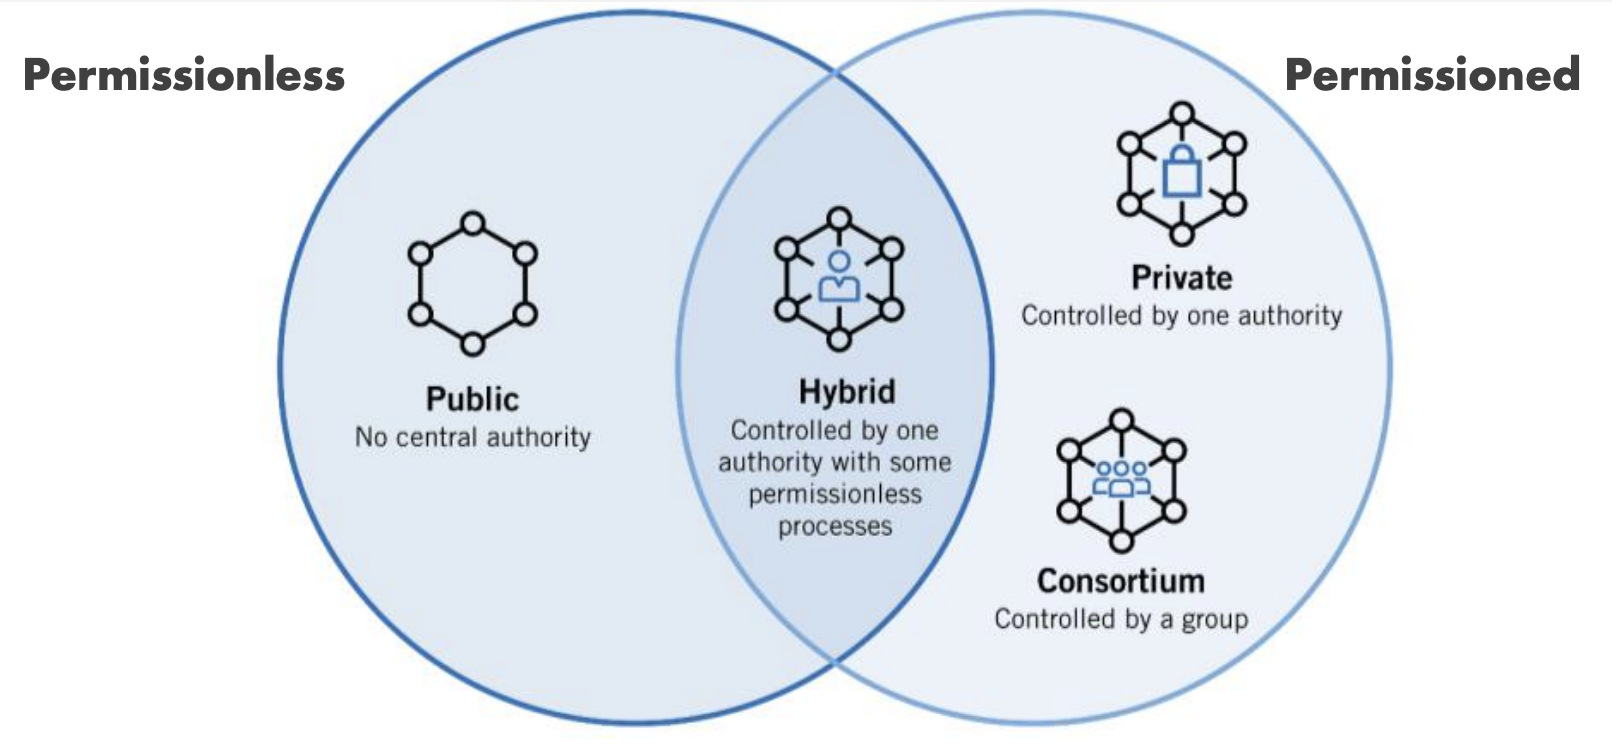 Permissionless
Permissioned
Public
No central authority
Hybrid
Controlled by one
authority with some
permissionless
processes
Private
Controlled by one authority
Consortium
Controlled by a group